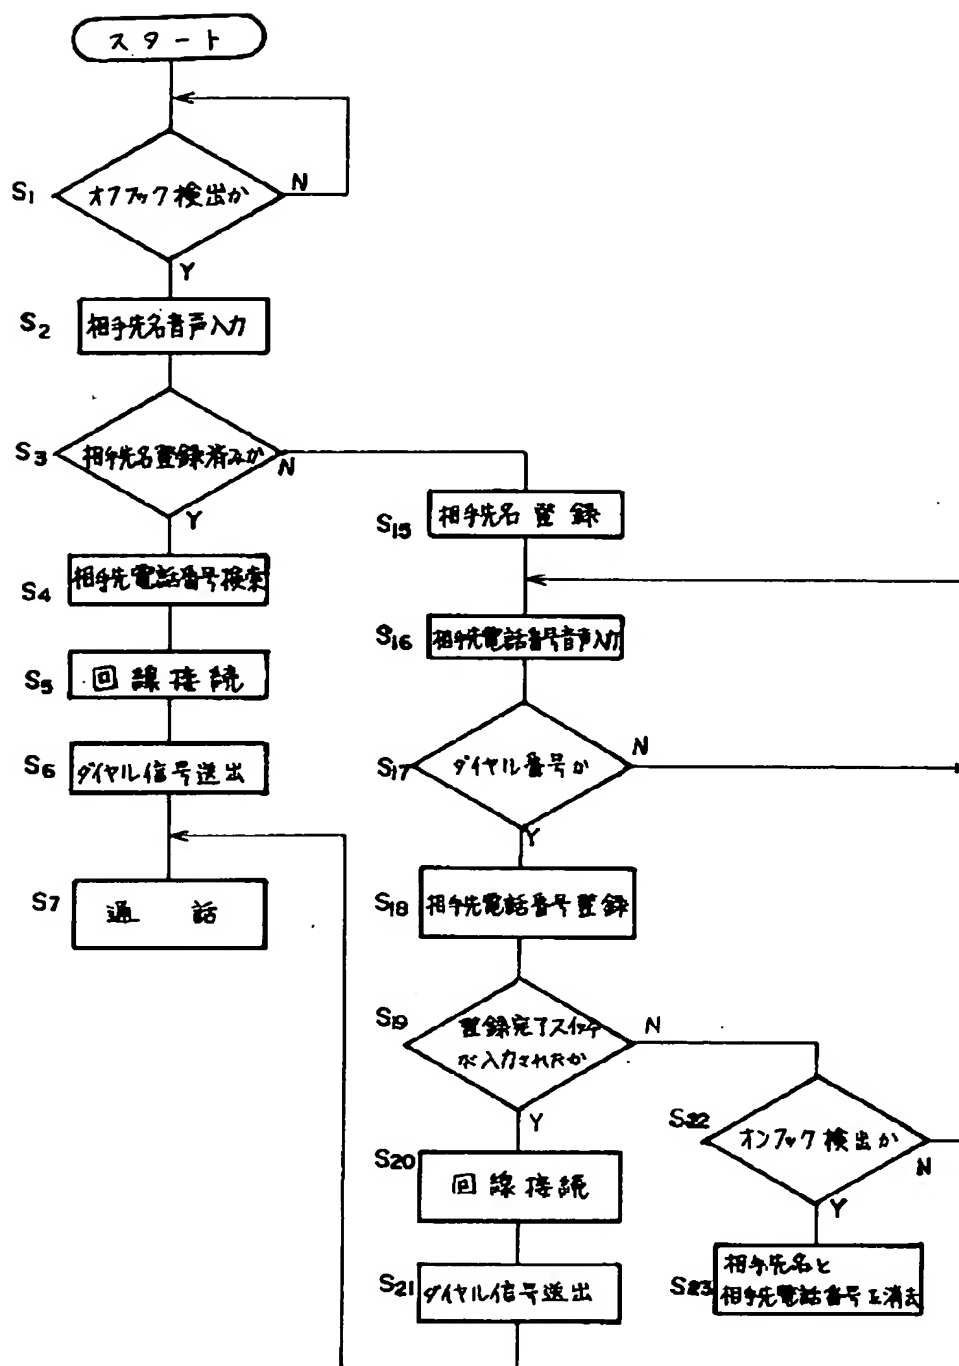 スタート
S1
オフフック検出か
N
Y
S2
相手先名音声入力
S3
相手先名登録済みか
N
Y
S4
相手先電話番号検索
S5
回線接続
S6
ダイヤル信号送出
S7
通話
S15
相手先名登録
S16
相手先電話番号音声入力
S17
ダイヤル番号か
N
Y
S18
相手先電話番号登録
S19
登録完了スイッチ
が入力されたか
N
Y
S20
回線接続
S21
ダイヤル信号送出
S22
オンフック検出か
N
Y
S23
相手先名と
相手先電話番号を消去